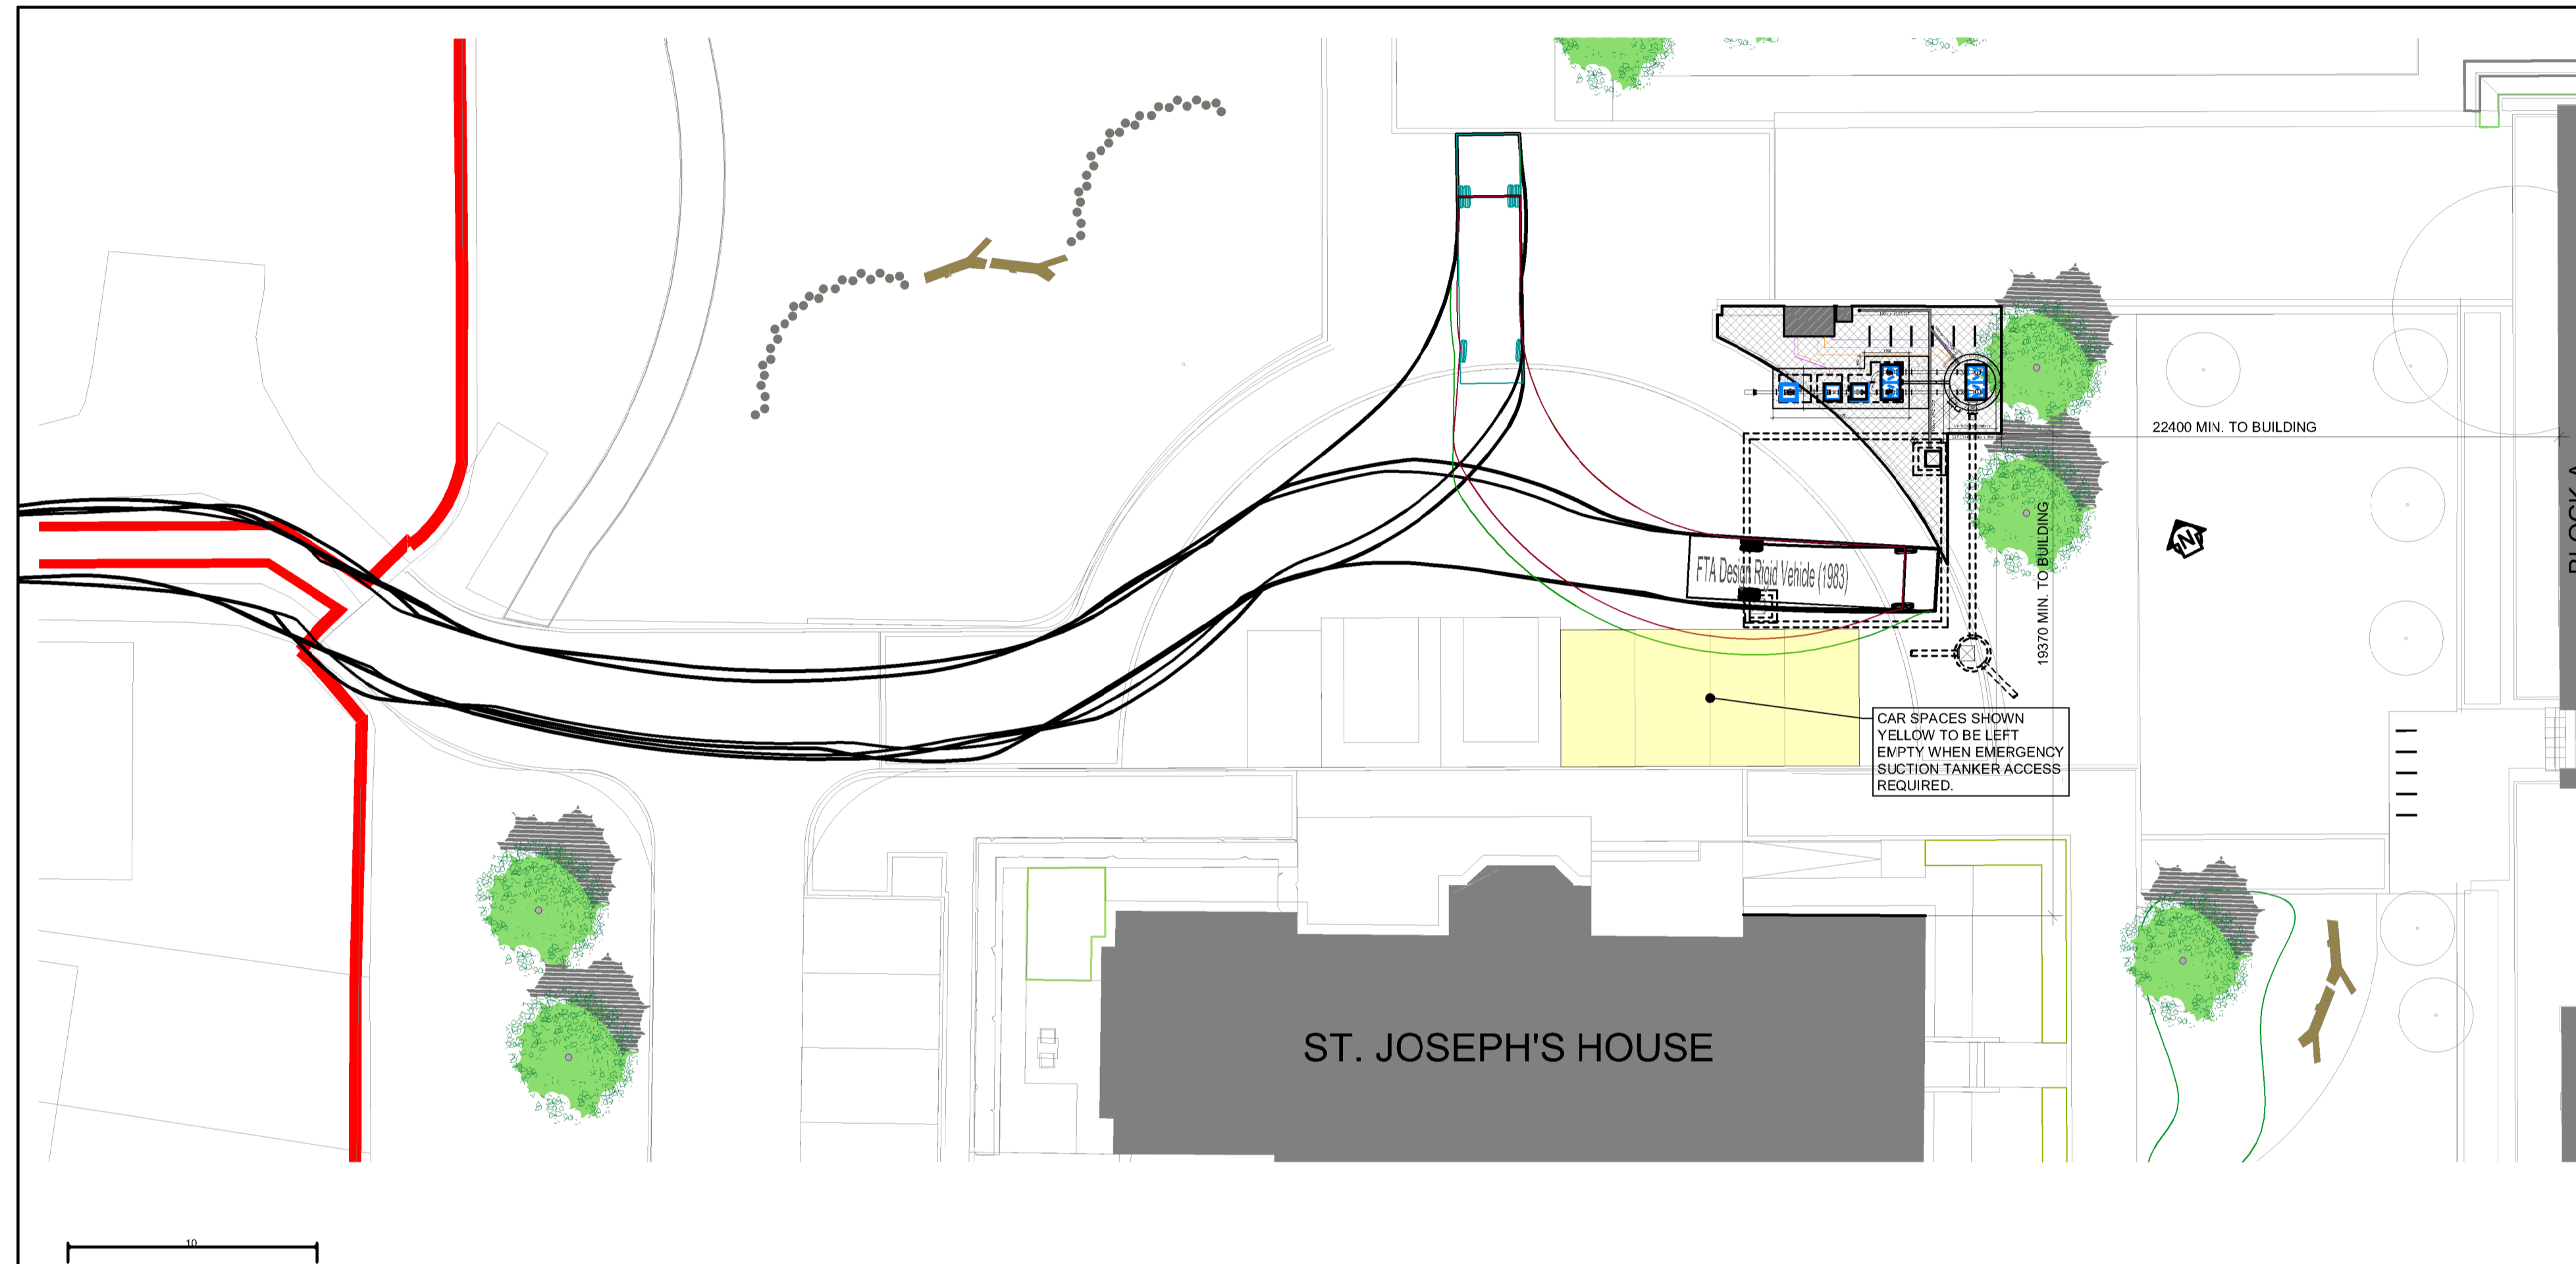 22400 MIN. TO BUILDING
BLOCK A
N
19370 MIN. TO BUILDING
FTA Design Rigid Vehicle (1983)
CAR SPACES SHOWN
YELLOW TO BE LEFT
EMPTY WHEN EMERGENCY
SUCTION TANKER ACCESS
REQUIRED.
ST. JOSEPH'S HOUSE
10